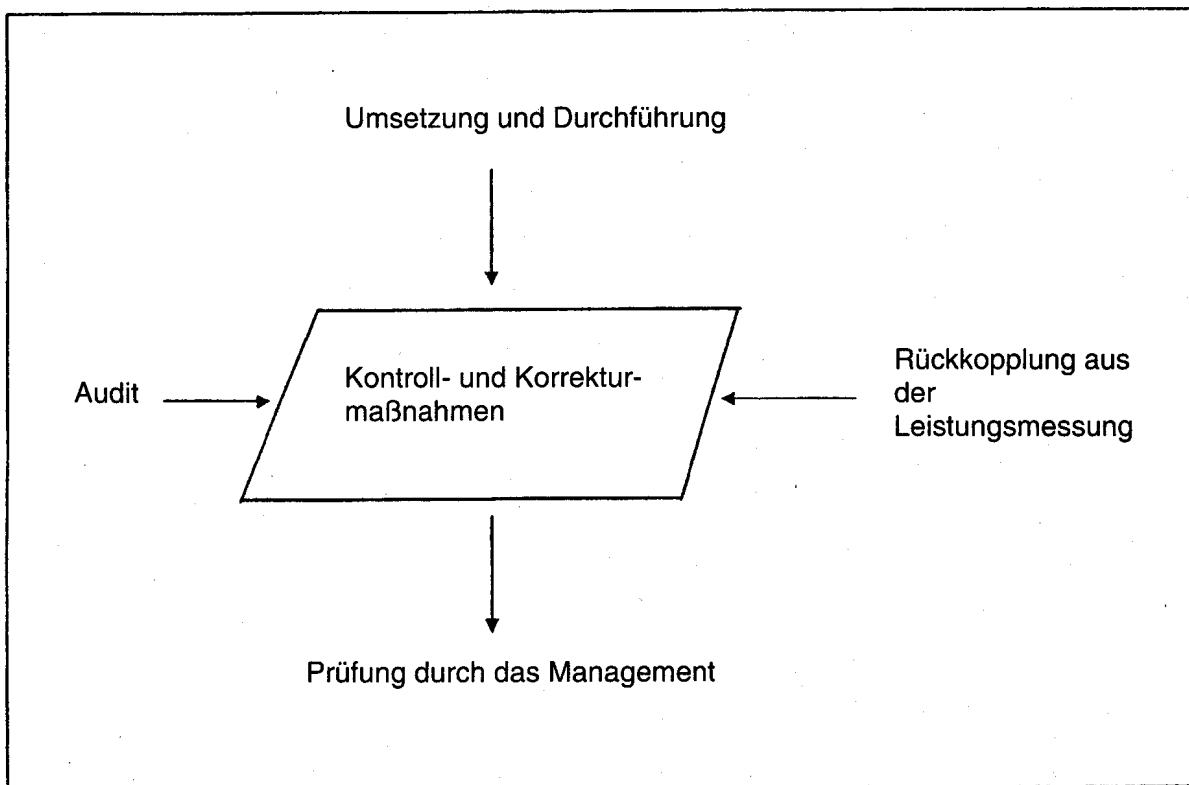 Umsetzung und Durchführung
Audit
Kontroll- und Korrektur-
maßnahmen
Rückkopplung aus
der
Leistungsmessung
Prüfung durch das Management